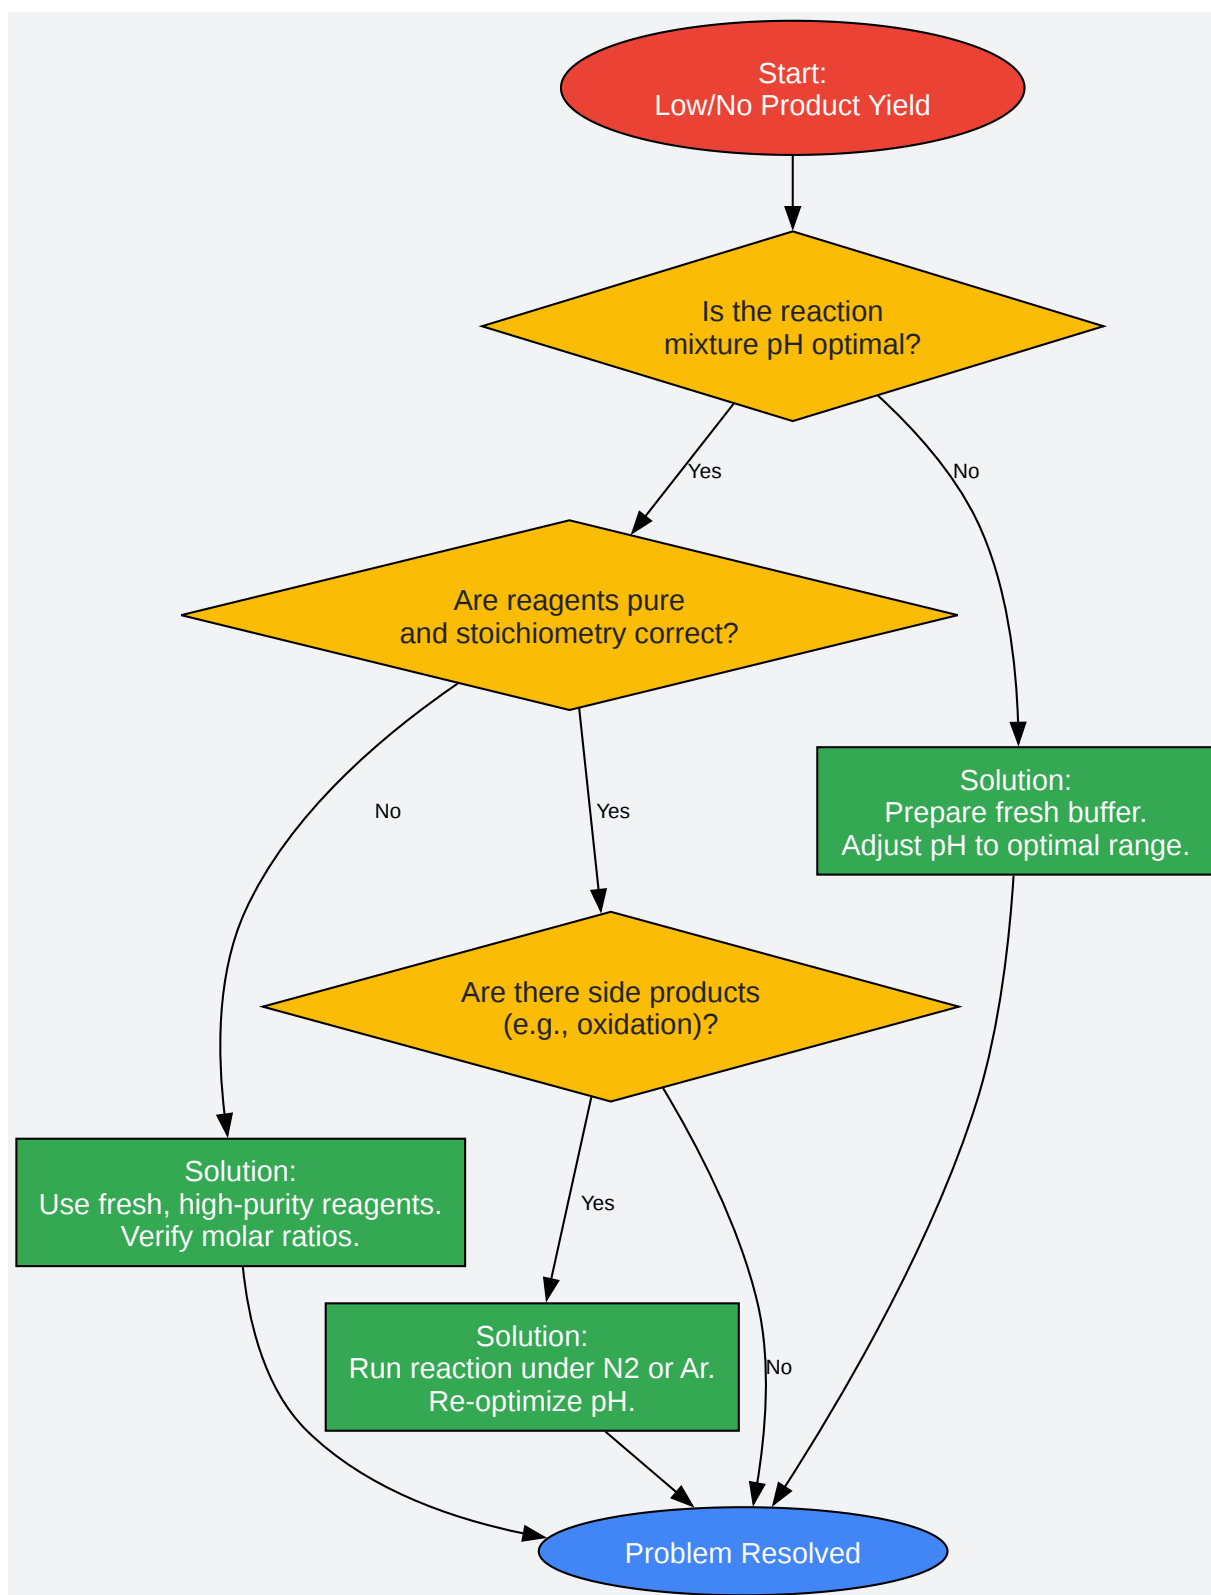 Start:
Low/No Product Yield
Is the reaction
mixture pH optimal?
Yes
No
Are reagents pure
and stoichiometry correct?
Solution:
Prepare fresh buffer.
Adjust pH to optimal range.
No
Yes
Are there side products
(e.g., oxidation)?
Solution:
Use fresh, high-purity reagents.
Verify molar ratios.
Yes
Solution:
Run reaction under N2 or Ar.
Re-optimize pH.
No
Problem Resolved